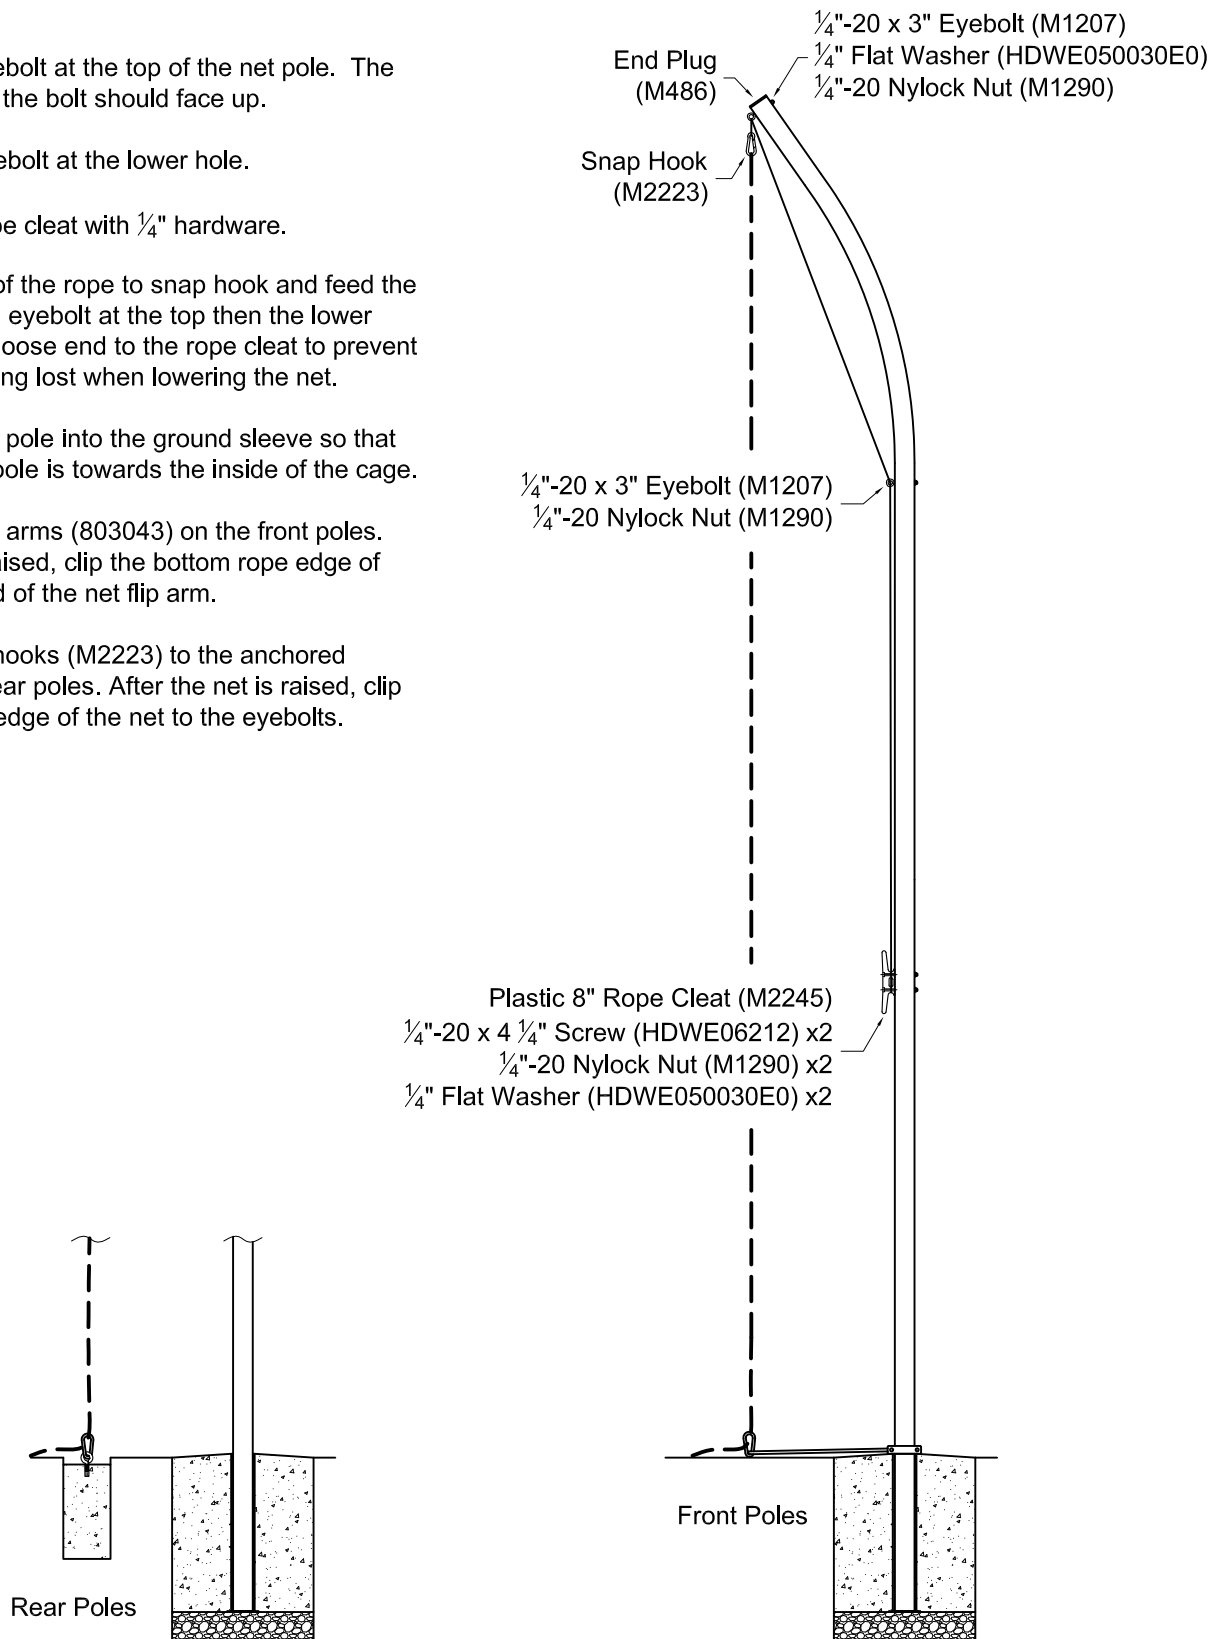 ebolt at the top of the net pole.  The
the bolt should face up.
ebolt at the lower hole.
e cleat with ¼" hardware.
of the rope to snap hook and feed the
eyebolt at the top then the lower
oose end to the rope cleat to prevent
ng lost when lowering the net.
pole into the ground sleeve so that
pole is towards the inside of the cage.
arms (803043) on the front poles.
ised, clip the bottom rope edge of
d of the net flip arm.
hooks (M2223) to the anchored
ear poles. After the net is raised, clip
edge of the net to the eyebolts.
¼"-20 x 3" Eyebolt (M1207)
¼" Flat Washer (HDWE050030E0)
¼"-20 Nylock Nut (M1290)
End Plug
(M486)
Snap Hook
(M2223)
¼"-20 x 3" Eyebolt (M1207)
¼"-20 Nylock Nut (M1290)
Plastic 8" Rope Cleat (M2245)
¼"-20 x 4 ¼" Screw (HDWE06212) x2
¼"-20 Nylock Nut (M1290) x2
¼" Flat Washer (HDWE050030E0) x2
Front Poles
Rear Poles